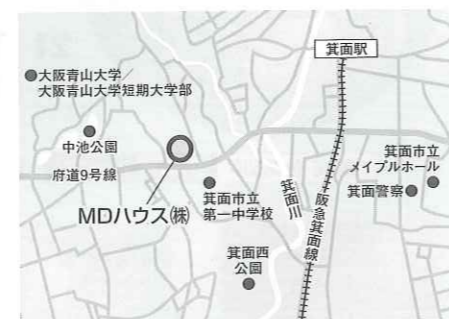 箕面駅
大阪青山大学/
大阪青山大学短期大学部
中池公園
府道9号線
MDハウス㈱
箕面市立
第一中学校
箕面川
阪急箕面線
箕面市立
メイプルホール
箕面警察
箕面西
公園